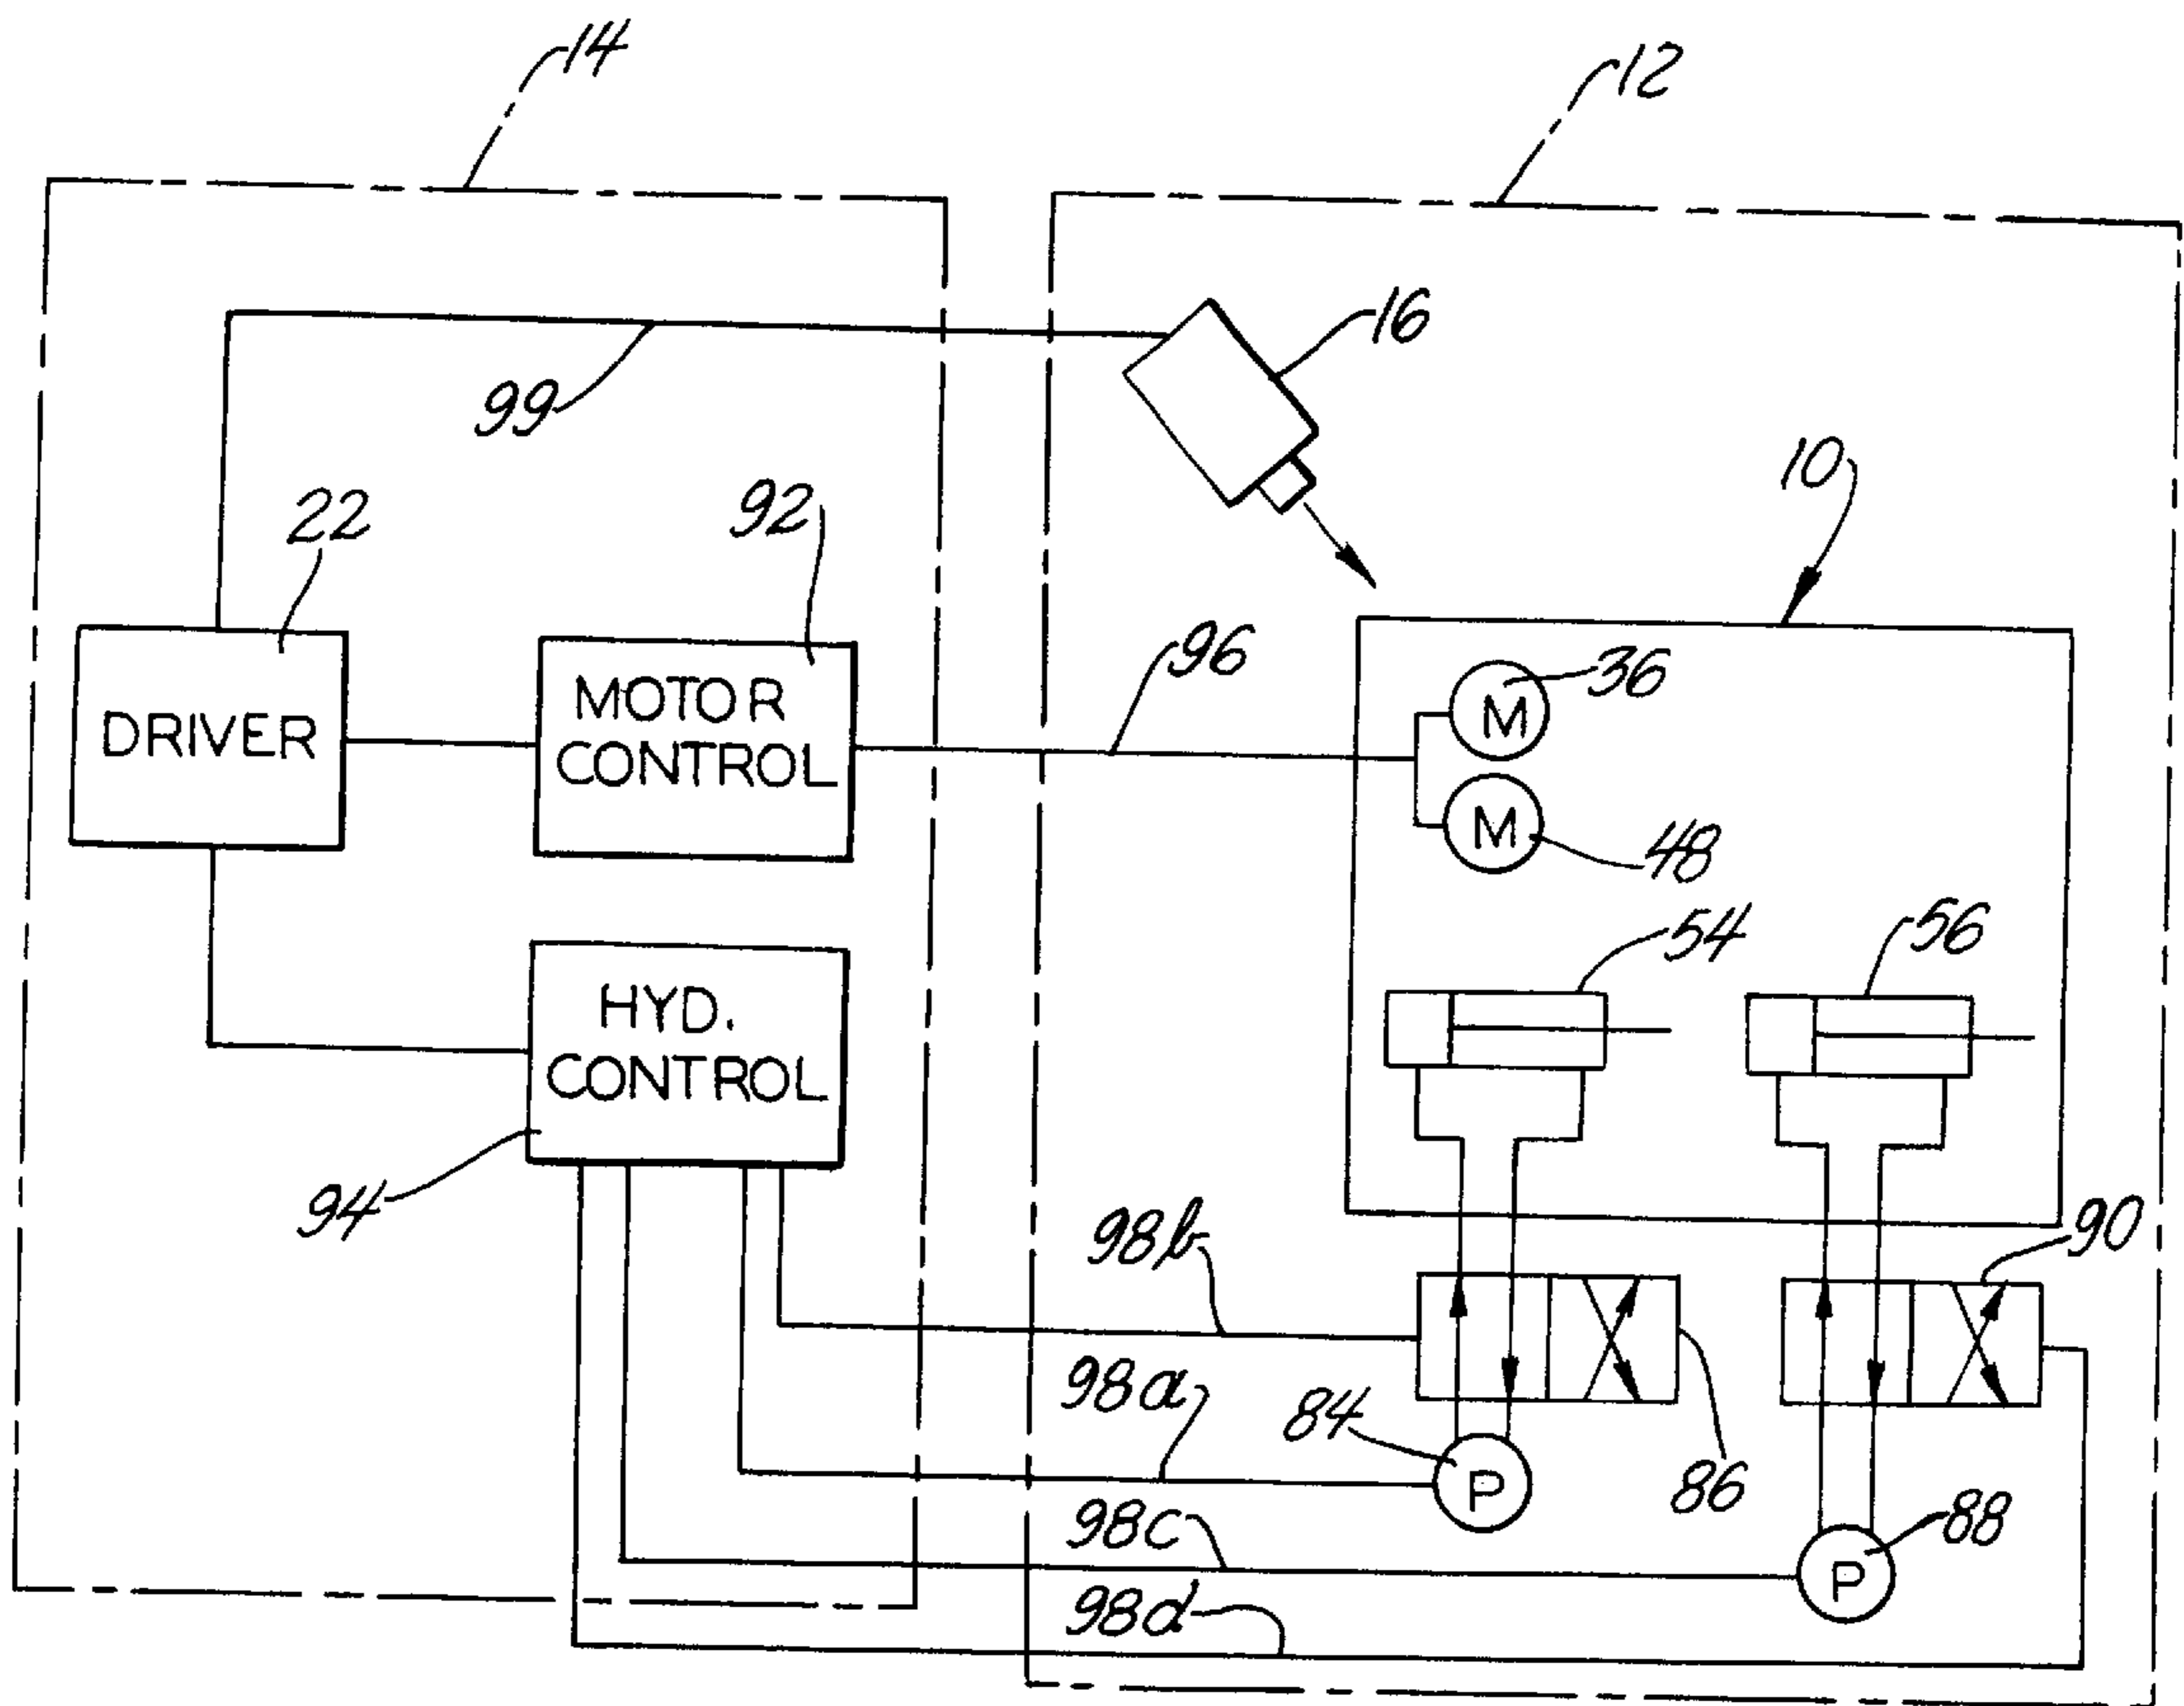 14
12
16
99
10
22
92
96
36
DRIVER
MOTOR
CONTROL
M
M
48
54
56
HYD.
CONTROL
94
98b
90
98a
84
86
P
98c
88
P
98d